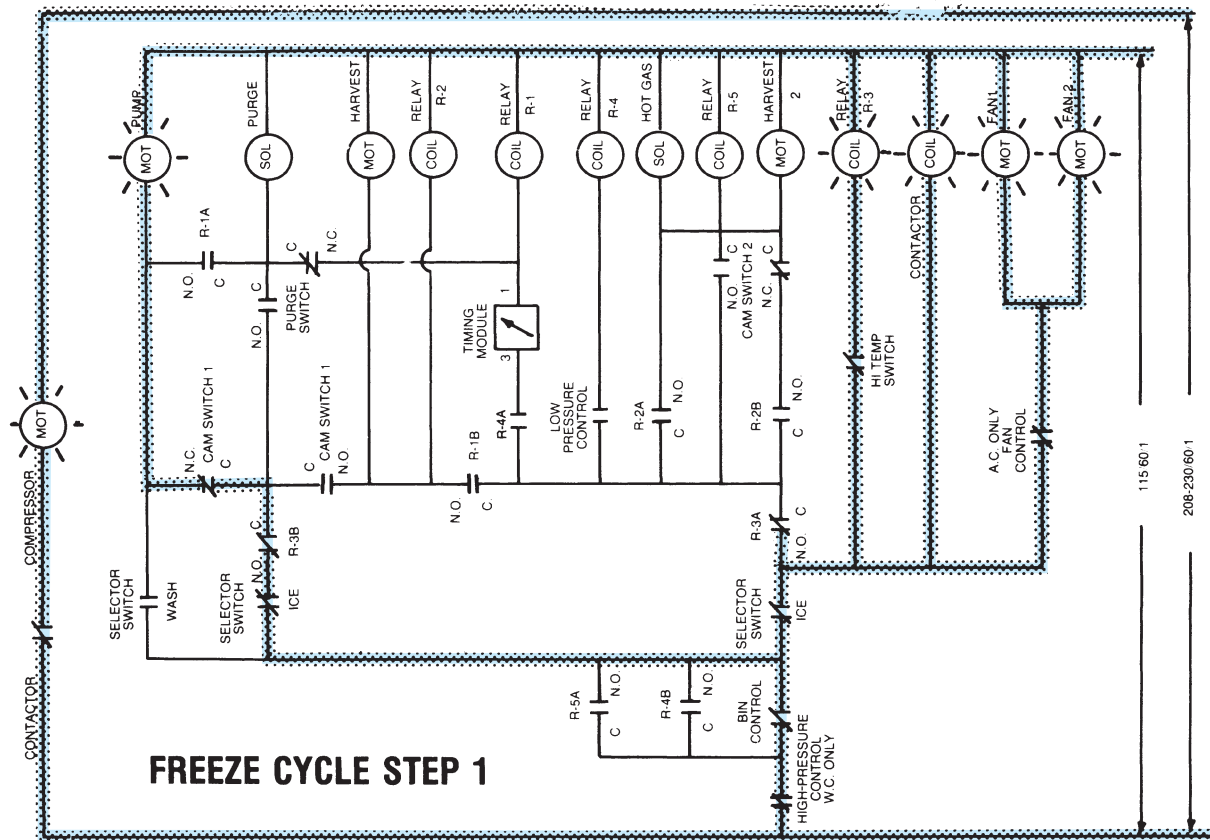 PUMP
MOT
PURGE
SOL
HARVEST
MOT
RELAY
R-2
COIL
RELAY
R-1
COIL
RELAY
R-4
COIL
HOT GAS
SOL
RELAY
R-5
COIL
HARVEST
2
MOT
RELAY
R-3
COIL
COIL
CONTACTOR
FAN1
MOT
FAN 2
MOT
R-1A
N.O.
C
C
N.C.
C
N.O.
PURGE
SWITCH
1
TIMING
MODULE
3
C
N.O.
CAM SWITCH 2
C
N.C.
HI TEMP
SWITCH
COMPRESSOR
MOT
N.C.
CAM SWITCH 1
C
CAM SWITCH 1
C
N.O.
R-1B
N.O.
C.
R-4A
LOW
PRESSURE
CONTROL
R-2A
N.O
C
R-2B
N.O.
C
A.C. ONLY
FAN
CONTROL
115/60/1
208-230/60/1
C
R-3B
N.O.
R-3A
C
N.O.
SELECTOR
SWITCH
WASH
SELECTOR
SWITCH
ICE
SELECTOR
SWITCH
ICE
CONTACTOR
R-5A
N.O.
C
R-4B
N.O.
C
BIN
CONTROL
HIGH-PRESSURE
CONTROL
W.C. ONLY
FREEZE CYCLE STEP 1